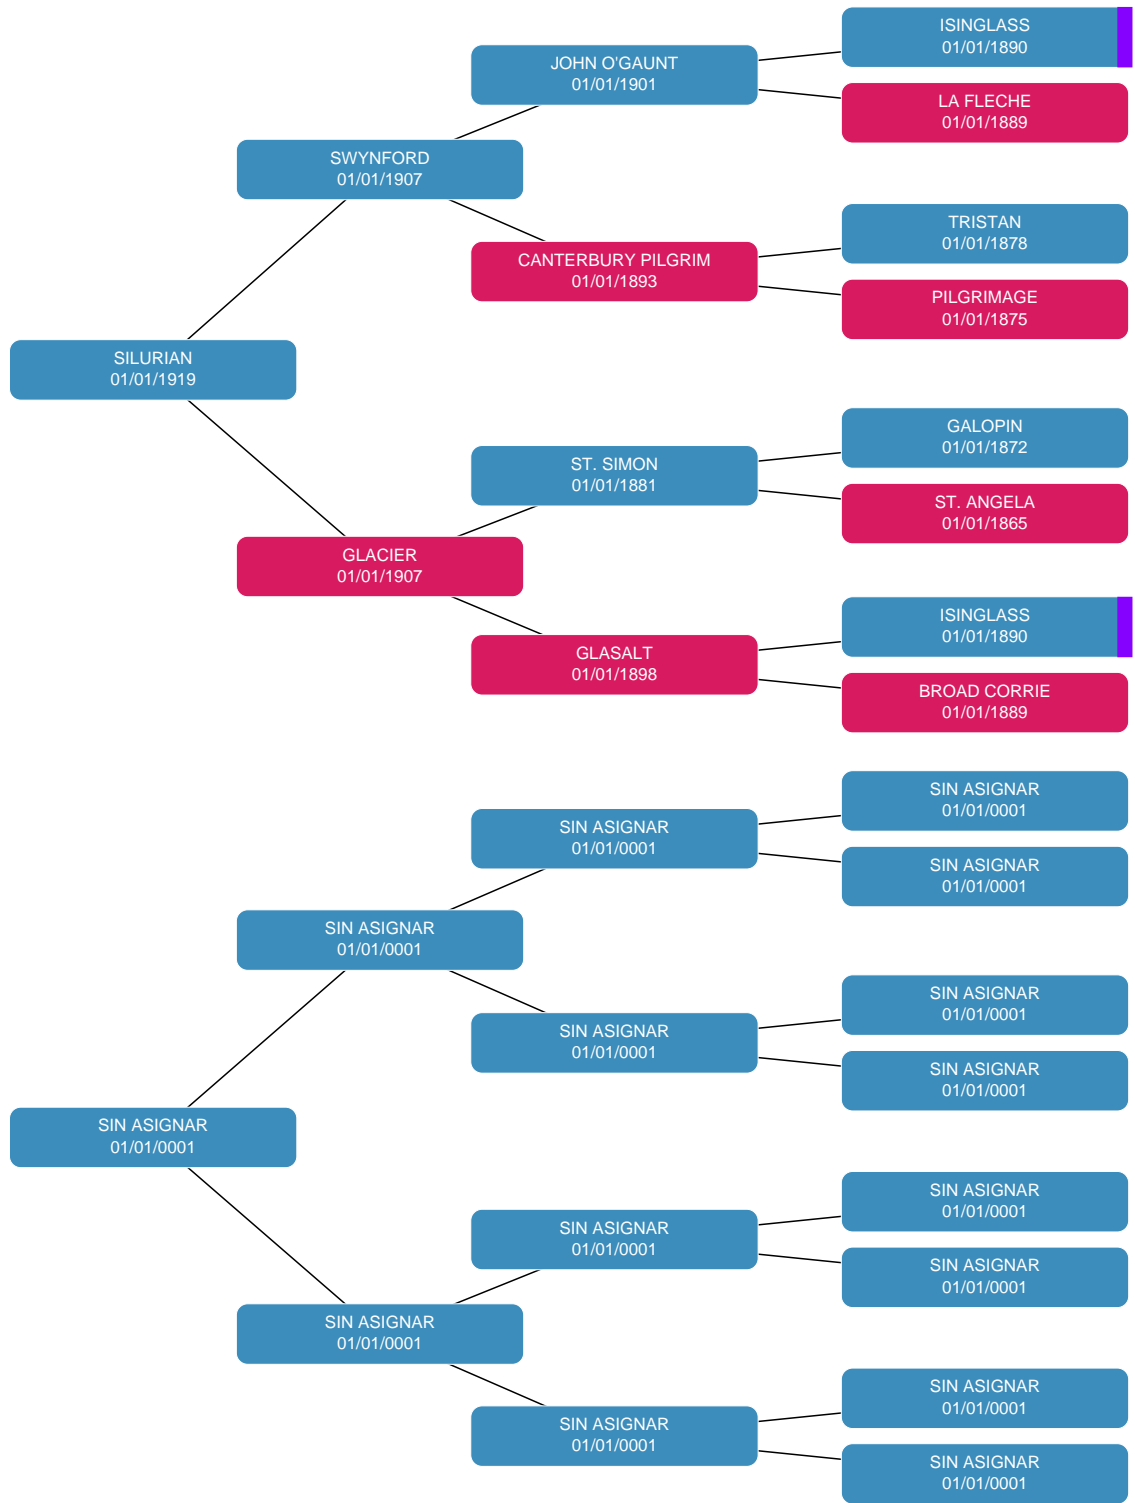 ISINGLASS
01/01/1890
JOHN O'GAUNT
01/01/1901
LA FLECHE
01/01/1889
SWYNFORD
01/01/1907
TRISTAN
01/01/1878
CANTERBURY PILGRIM
01/01/1893
PILGRIMAGE
01/01/1875
SILURIAN
01/01/1919
GALOPIN
01/01/1872
ST. SIMON
01/01/1881
ST. ANGELA
01/01/1865
GLACIER
01/01/1907
ISINGLASS
01/01/1890
GLASALT
01/01/1898
BROAD CORRIE
01/01/1889
SIN ASIGNAR
01/01/0001
SIN ASIGNAR
01/01/0001
SIN ASIGNAR
01/01/0001
SIN ASIGNAR
01/01/0001
SIN ASIGNAR
01/01/0001
SIN ASIGNAR
01/01/0001
SIN ASIGNAR
01/01/0001
SIN ASIGNAR
01/01/0001
SIN ASIGNAR
01/01/0001
SIN ASIGNAR
01/01/0001
SIN ASIGNAR
01/01/0001
SIN ASIGNAR
01/01/0001
SIN ASIGNAR
01/01/0001
SIN ASIGNAR
01/01/0001
SIN ASIGNAR
01/01/0001